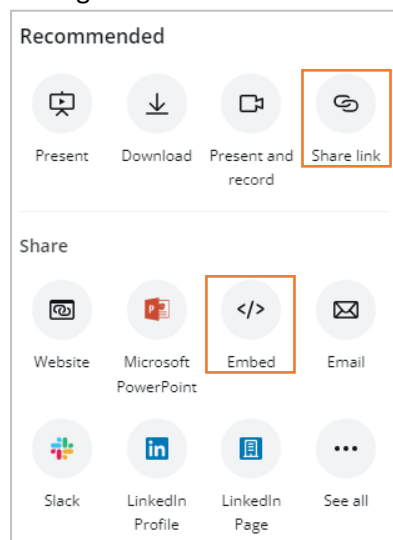 Recommended
Present
Download
Present and record
Share link
Share
Website
Microsoft PowerPoint
</>
Embed
Email
Slack
in
LinkedIn Profile
LinkedIn Page
See all